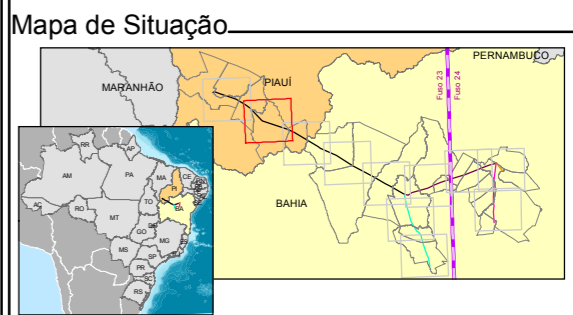 Mapa de Situação
PERNAMBUCO
MARANHÃO
PIAUÍ
Fuso 23
Fuso 24
BAHIA
RR
AP
AM
PA
MA
CE
PI
AC
RO
TO
BA
MT
GO
MG
MS
SP
PR
SC
RS